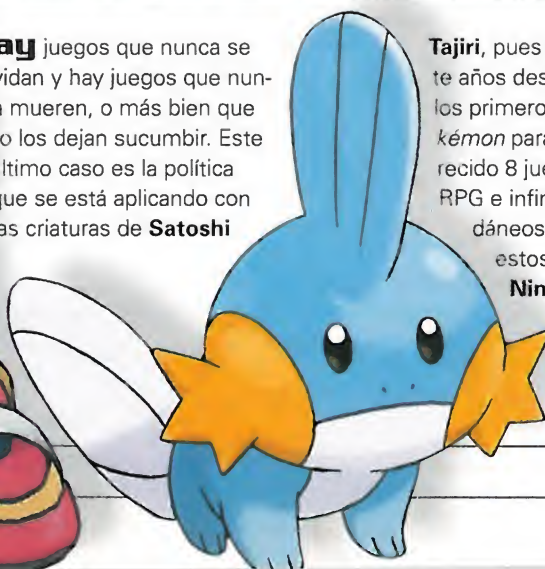 ay juegos que nunca se
vidan y hay juegos que nun-
a mueren, o más bien que
o los dejan sucumbir. Este
ltimo caso es la política
que se está aplicando con
as criaturas de Satoshi
Tajiri, pues
te años des
los primero
kémon para
recido 8 jue
RPG e infin
dáneos
estos
Nin